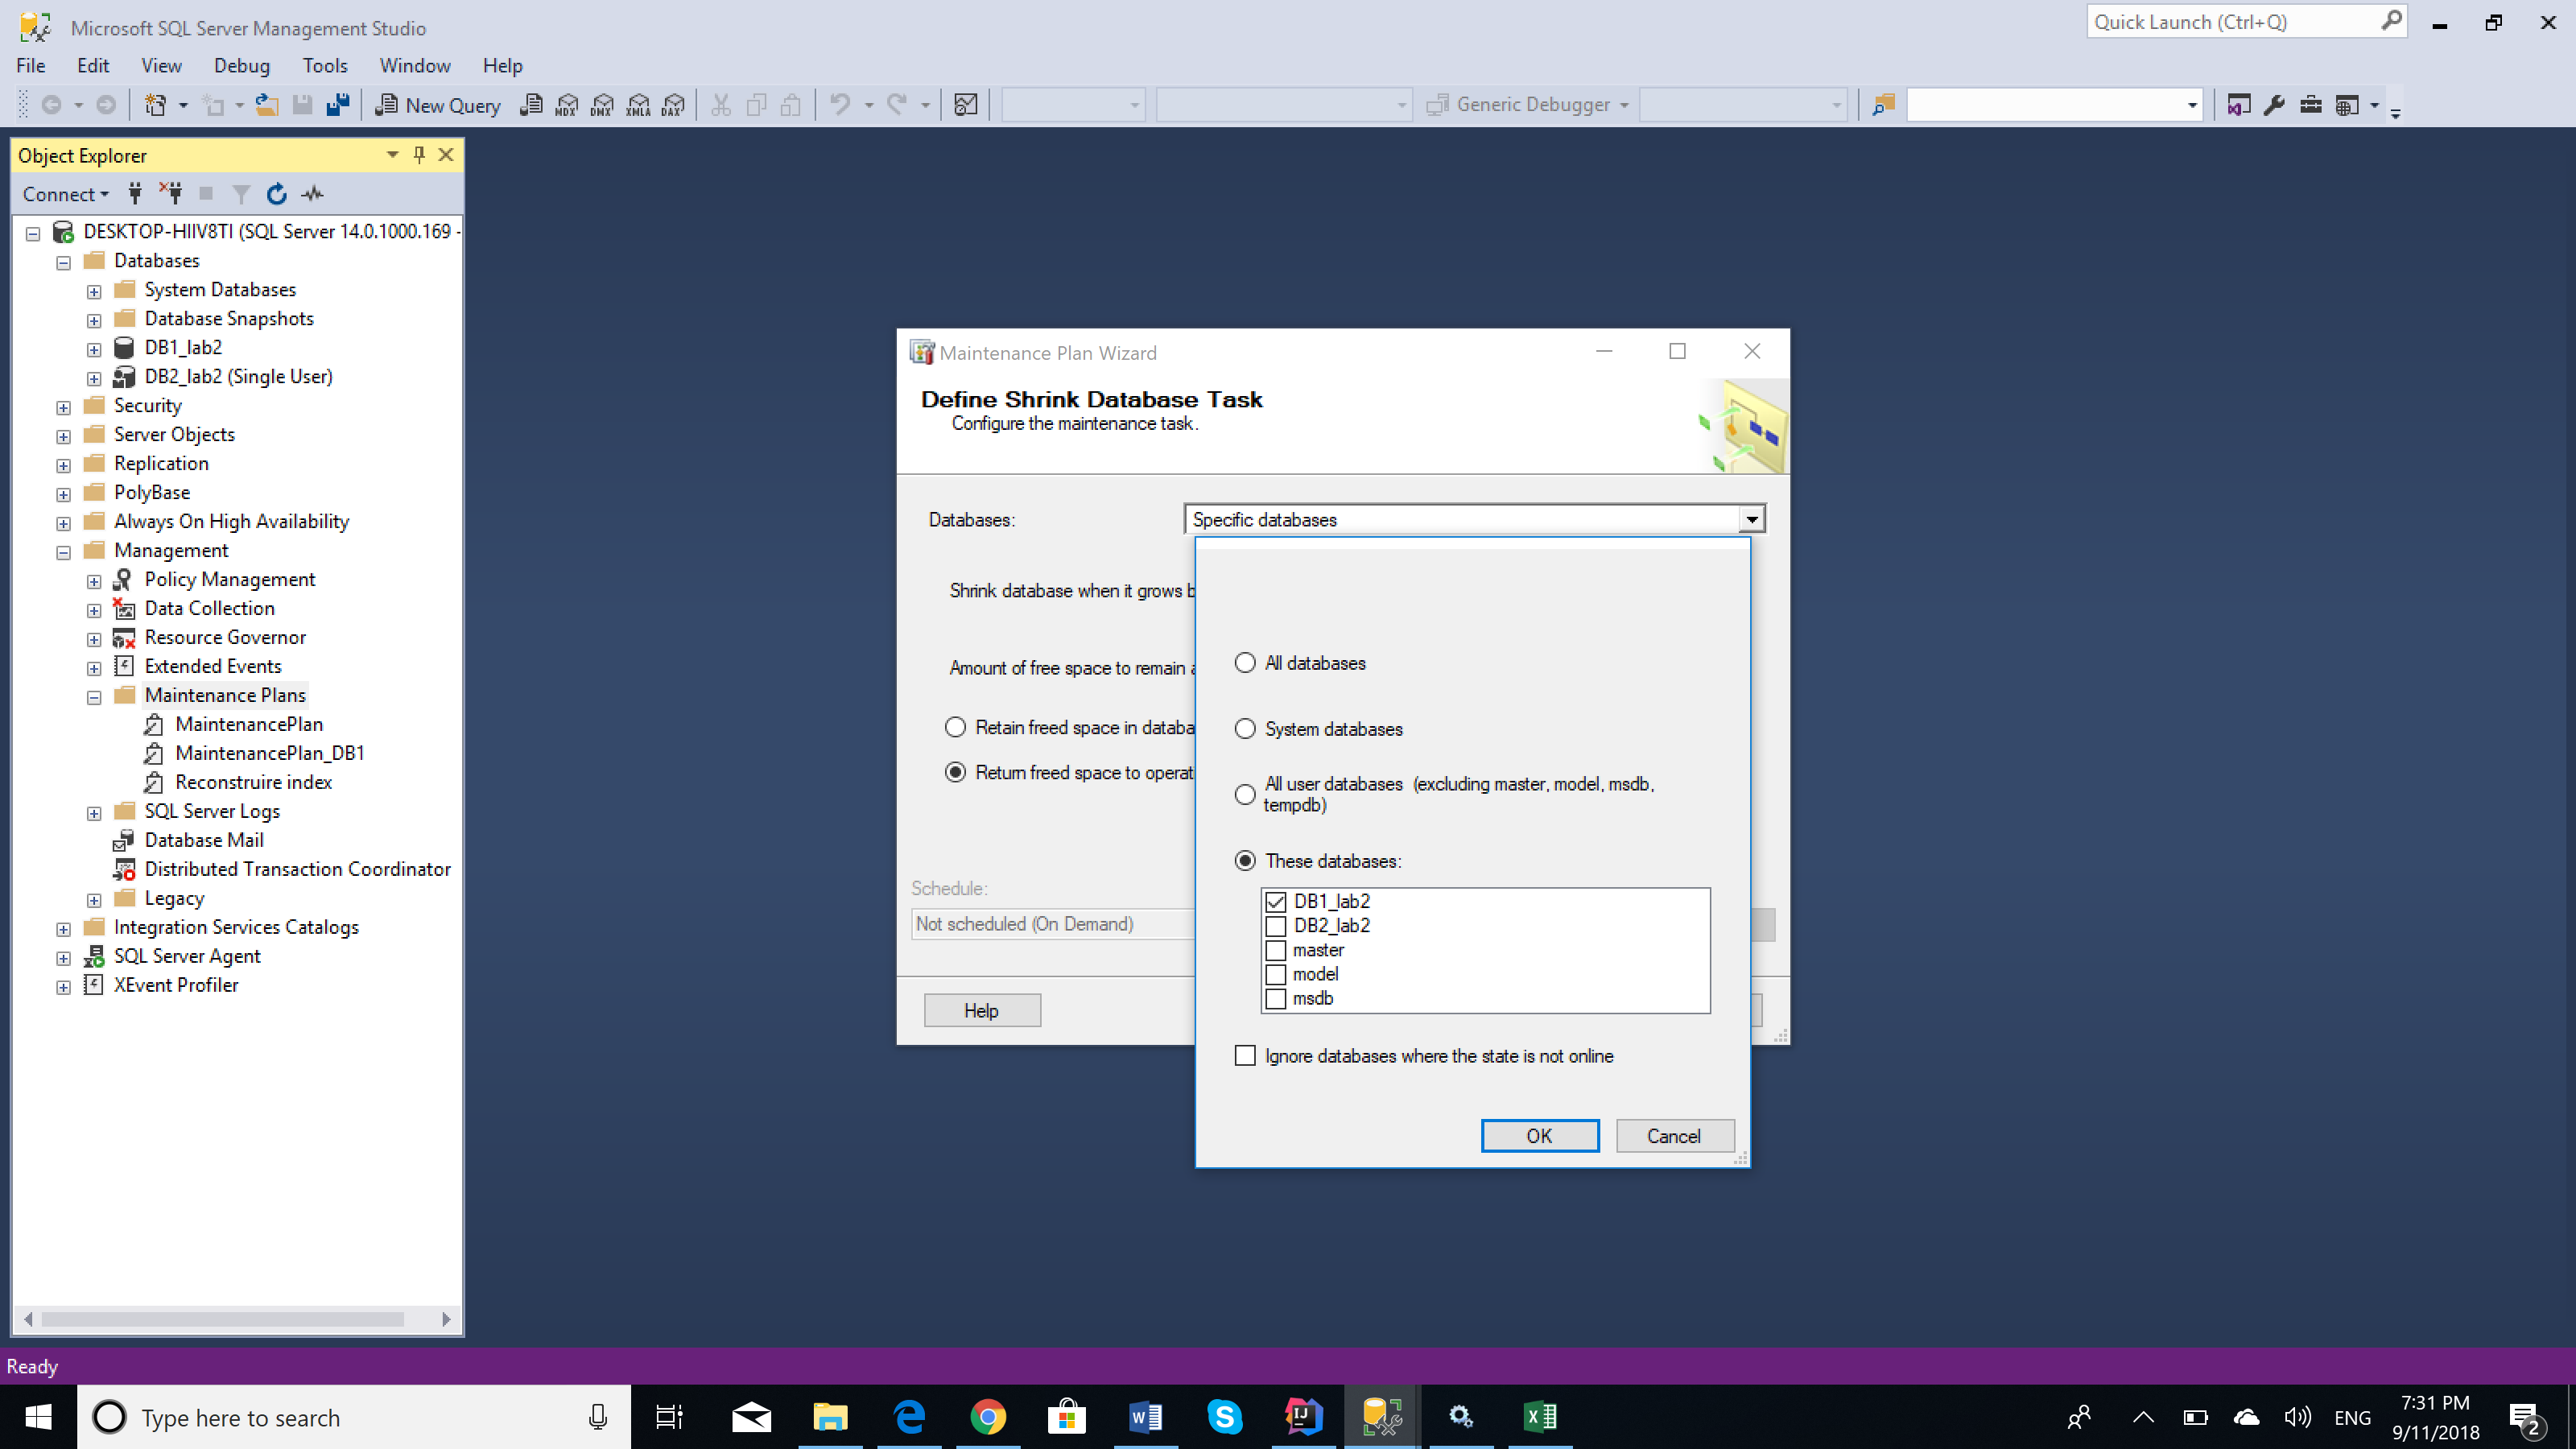 Microsoft SQL Server Management Studio
Quick Launch (Ctrl+Q)
File Edit View Debug Tools Window Help
New Query MDX DMX XMLA DAX Generic Debugger
Object Explorer
Connect
DESKTOP-HIIV8TI (SQL Server 14.0.1000.169 -
Databases
System Databases
Database Snapshots
DB1_lab2
DB2_lab2 (Single User)
Security
Server Objects
Replication
PolyBase
Always On High Availability
Management
Policy Management
Data Collection
Resource Governor
Extended Events
Maintenance Plans
MaintenancePlan
MaintenancePlan_DB1
Reconstruire index
SQL Server Logs
Database Mail
Distributed Transaction Coordinator
Legacy
Integration Services Catalogs
SQL Server Agent
XEvent Profiler
Maintenance Plan Wizard
Define Shrink Database Task
Configure the maintenance task.
Databases: Specific databases
Shrink database when it grows b
Amount of free space to remain a
Retain freed space in databa
Return freed space to operat
Schedule:
Not scheduled (On Demand)
Help
All databases
System databases
All user databases (excluding master, model, msdb,
tempdb)
These databases:
DB1_lab2
DB2_lab2
master
model
msdb
Ignore databases where the state is not online
OK Cancel
Ready
Type here to search
ENG
7:31 PM
9/11/2018
2